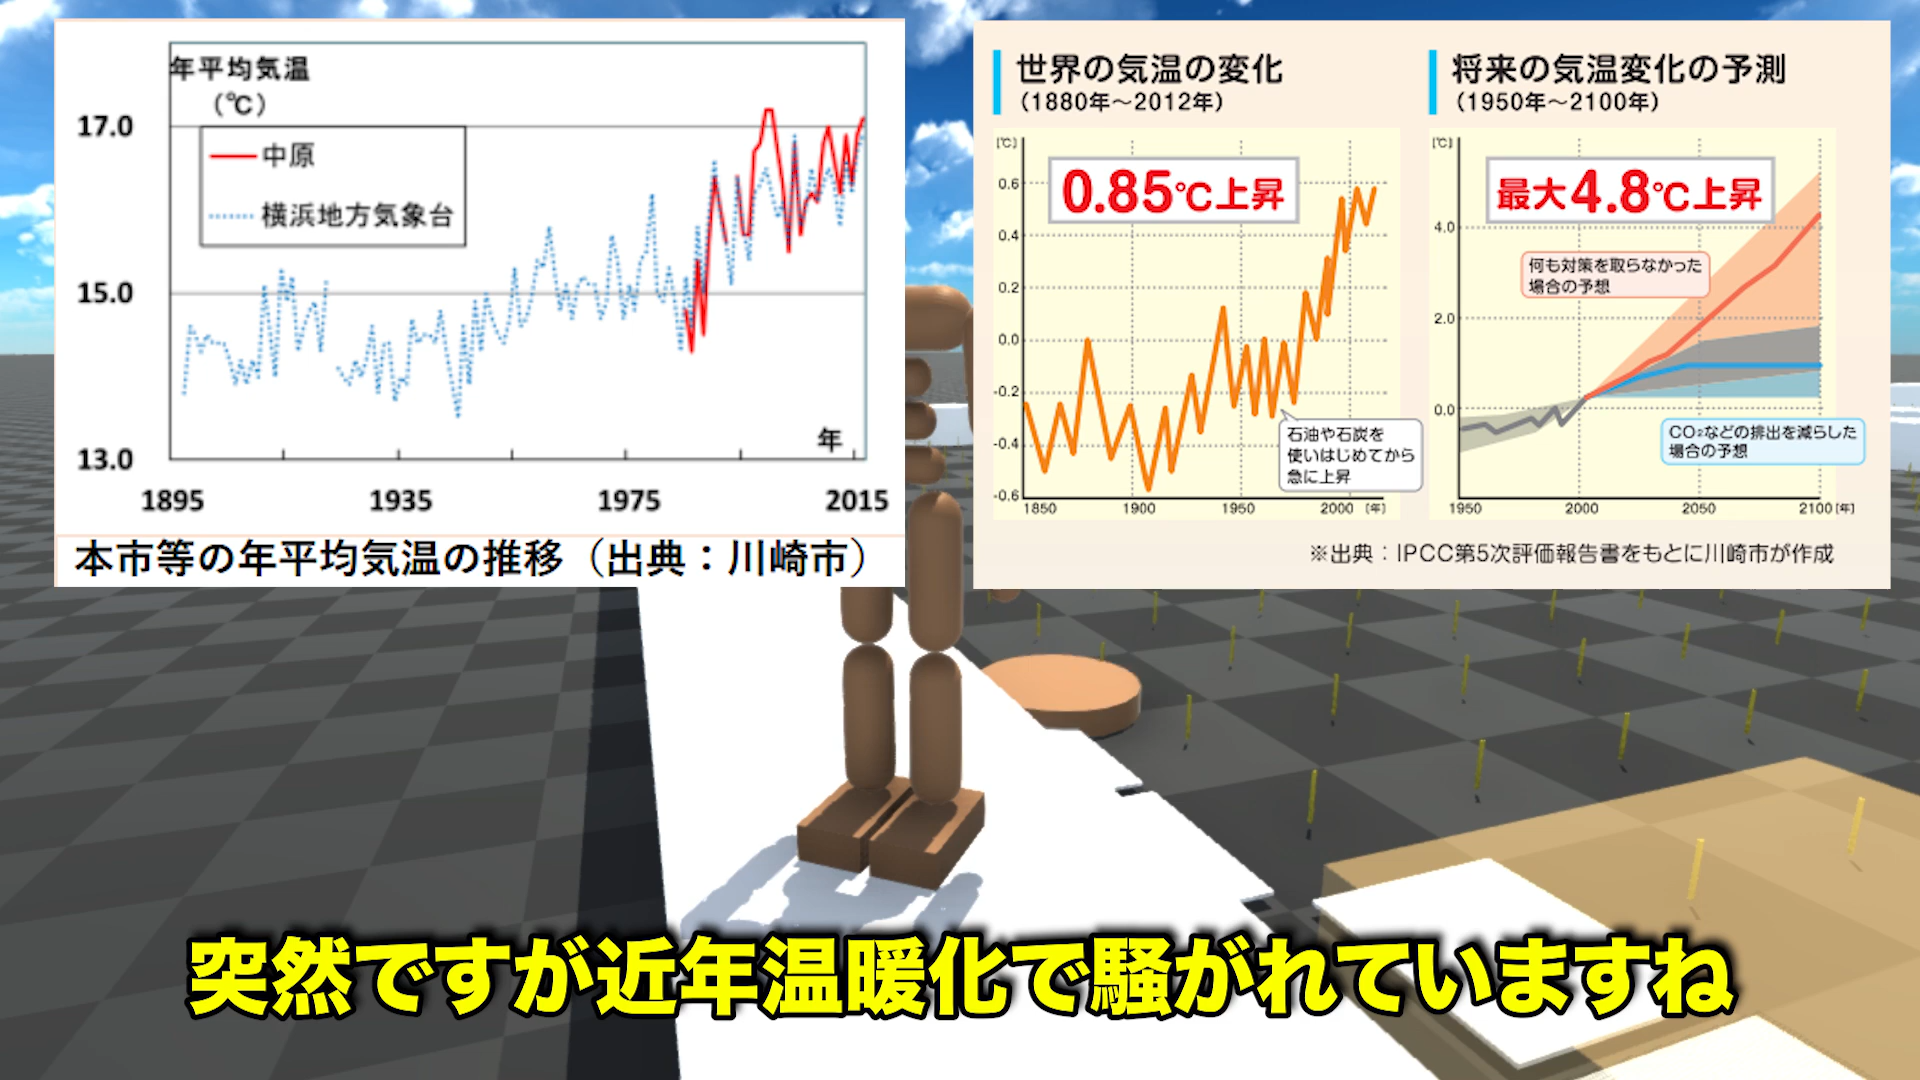 年平均気温
(℃)
17.0
中原
横浜地方気象台
15.0
年
13.0
1895 1935 1975 2015
本市等の年平均気温の推移（出典：川崎市）
世界の気温の変化
（1880年～2012年）
[℃]
0.85℃上昇
0.6
0.4
0.2
0.0
-0.2
-0.4
-0.6
石油や石炭を
使いはじめてから
急に上昇
1850 1900 1950 2000 [年]
将来の気温変化の予測
（1950年～2100年）
[℃]
最大4.8℃上昇
4.0
何も対策を取らなかった
場合の予想
2.0
0.0
CO₂などの排出を減らした
場合の予想
1950 2000 2050 2100[年]
※出典：IPCC第5次評価報告書をもとに川崎市が作成
突然ですが近年温暖化で騒がれていますね